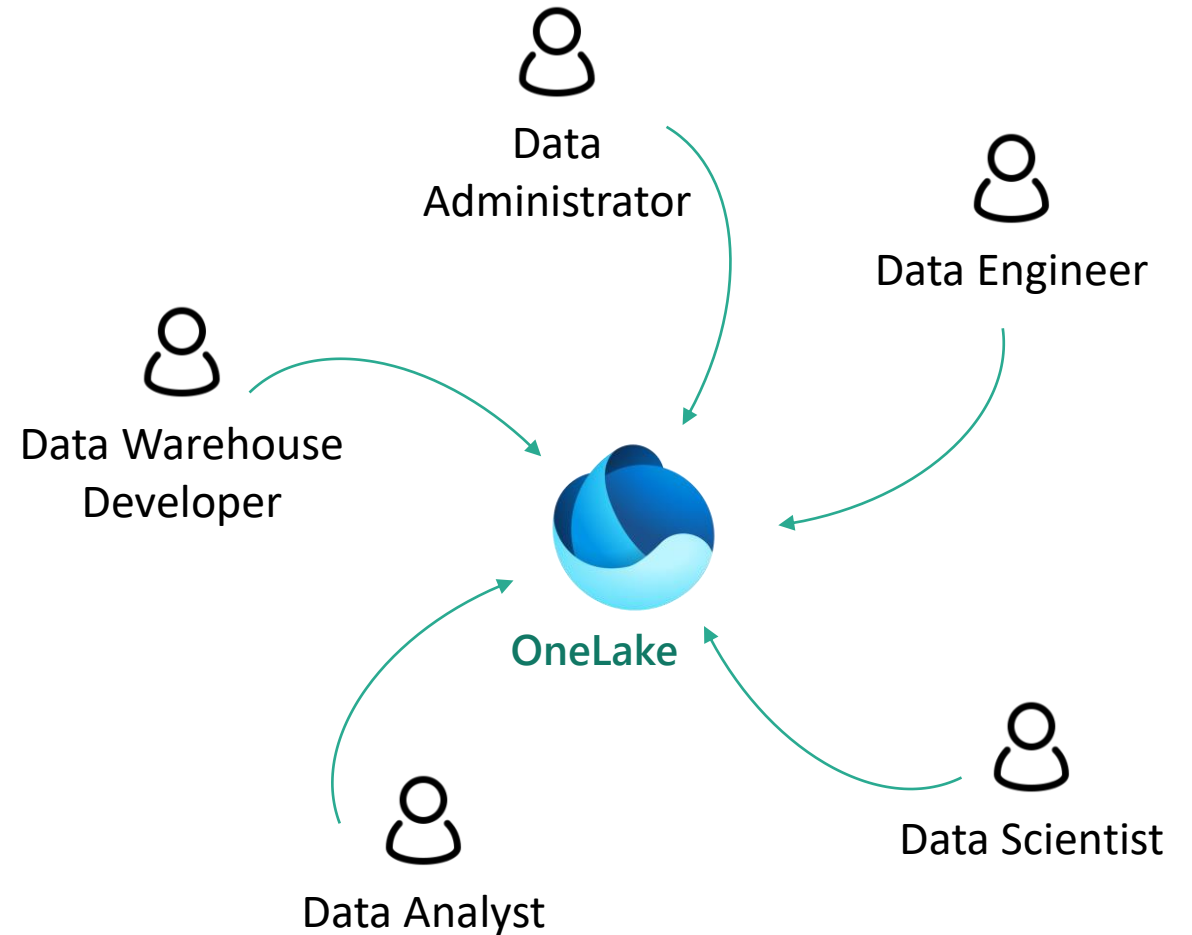 Data
Administrator
Data Engineer
Data Warehouse
Developer
OneLake
Data Scientist
Data Analyst